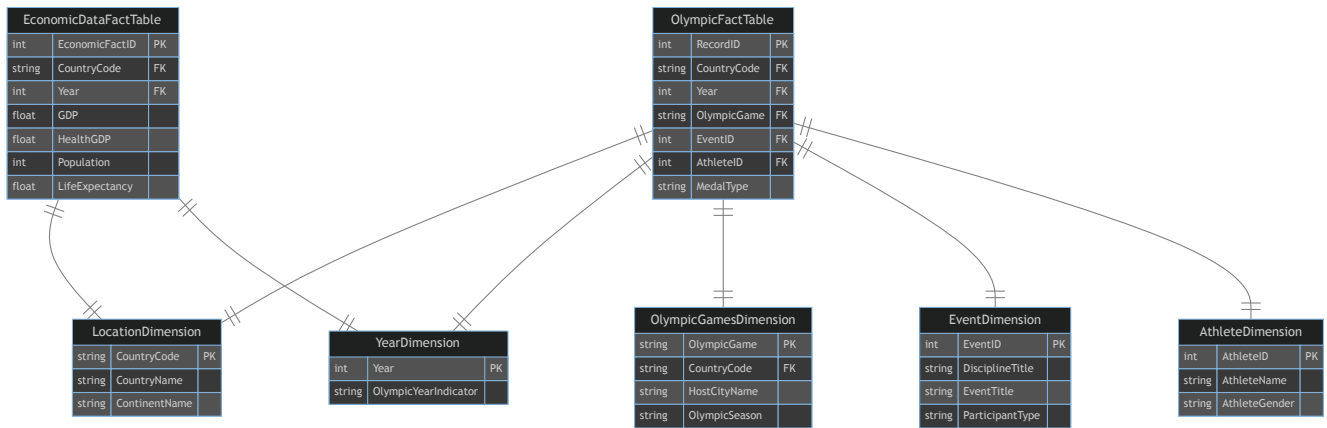 EconomicDataFactTable
int EconomicFactID PK
string CountryCode FK
int Year FK
float GDP
float HealthGDP
int Population
float LifeExpectancy
OlympicFactTable
int RecordID PK
string CountryCode FK
int Year FK
string OlympicGame FK
int EventID FK
int AthleteID FK
string MedalType
LocationDimension
string CountryCode PK
string CountryName
string ContinentName
YearDimension
int Year PK
string OlympicYearIndicator
OlympicGamesDimension
string OlympicGame PK
string CountryCode FK
string HostCityName
string OlympicSeason
EventDimension
int EventID PK
string DisciplineTitle
string EventTitle
string ParticipantType
AthleteDimension
int AthleteID PK
string AthleteName
string AthleteGender